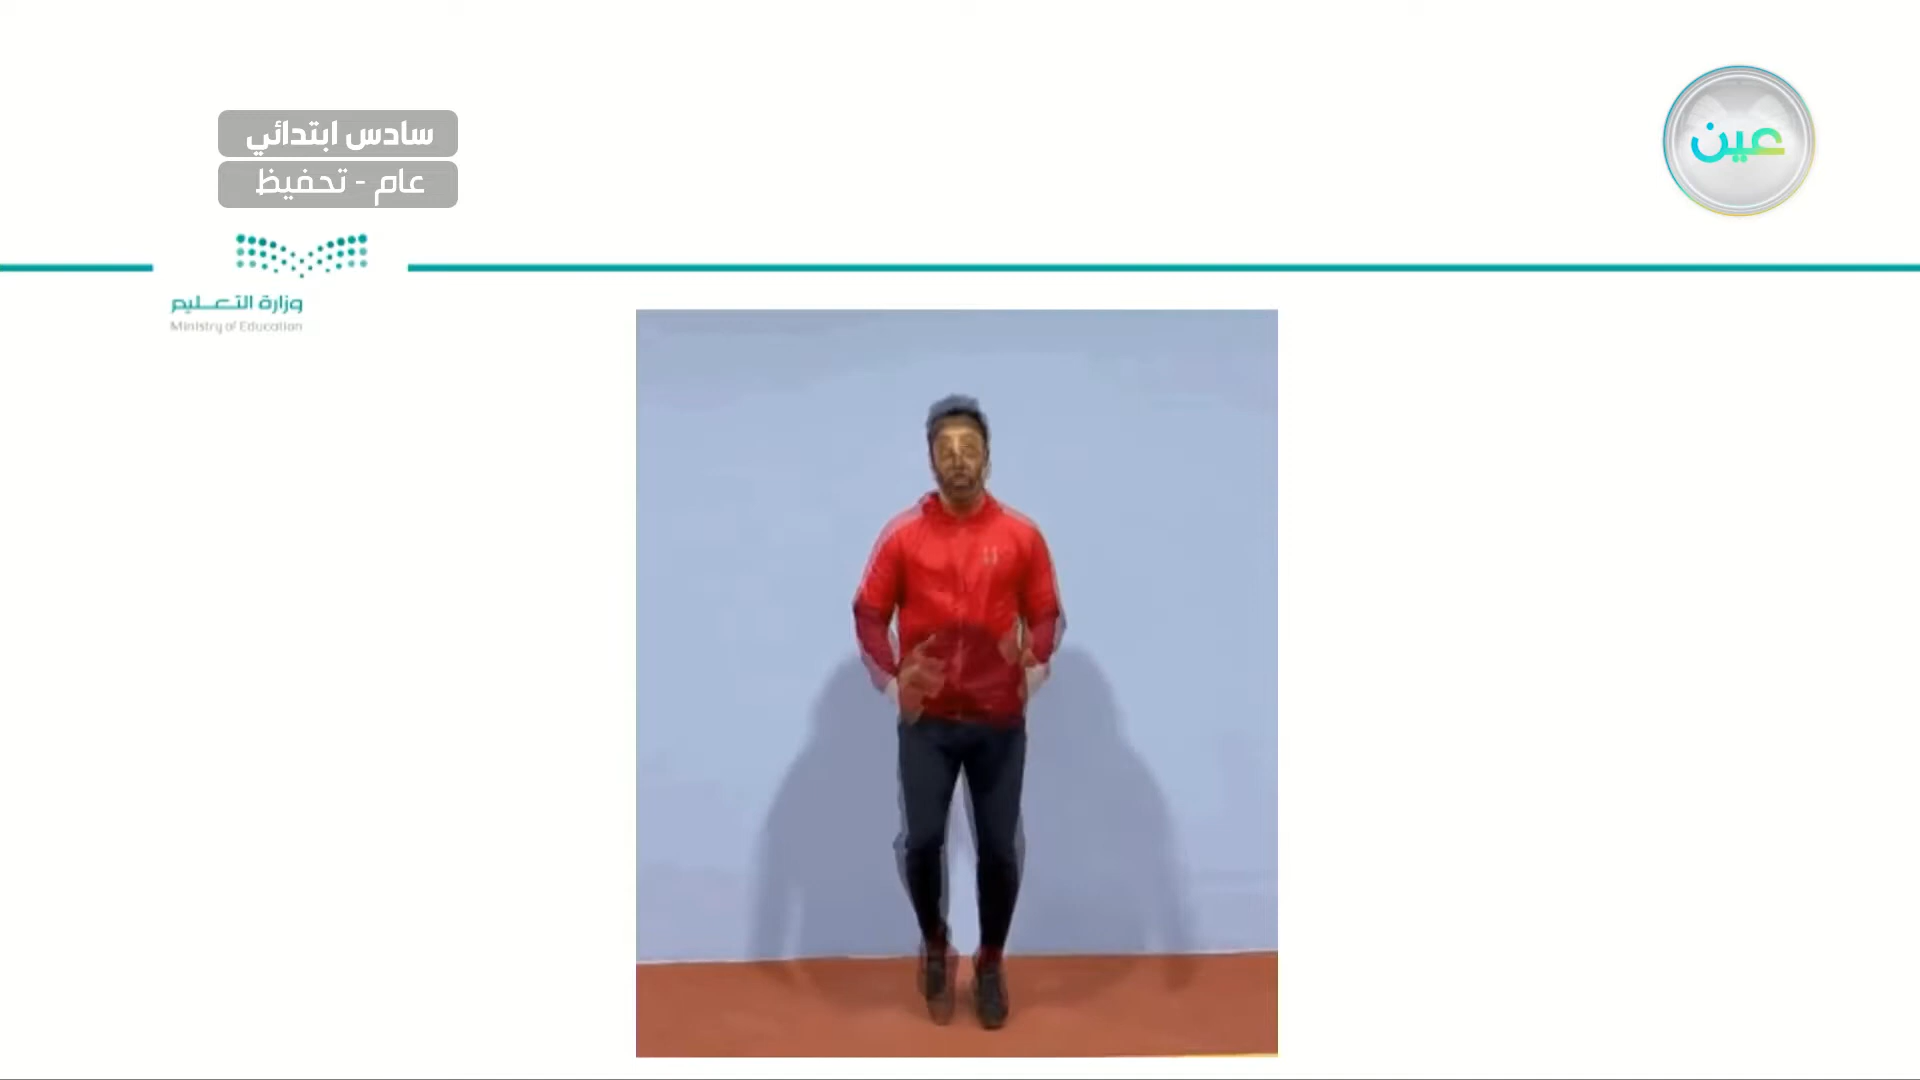 سادس ابتدائي
عام - تحفيظ
عين
وزارة التعليم
Ministry of Education